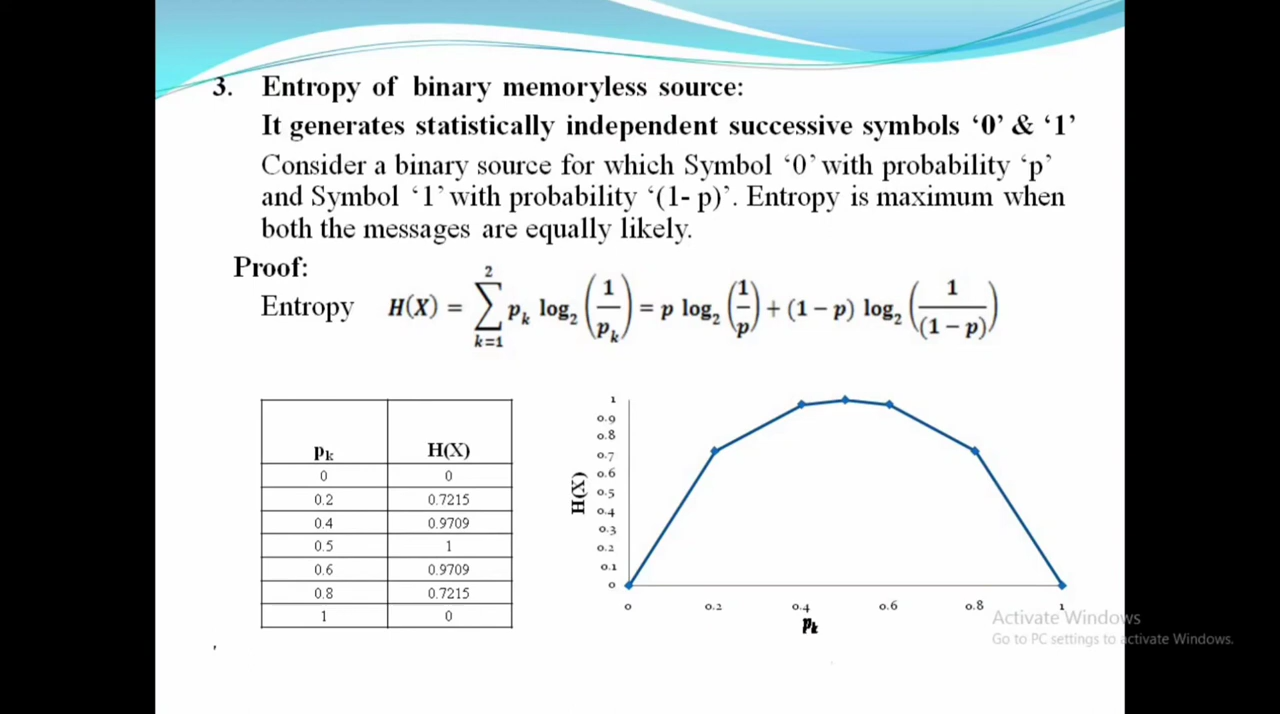 3. Entropy of binary memoryless source:
It generates statistically independent successive symbols ‘0’ & ‘1’
Consider a binary source for which Symbol ‘0’ with probability ‘p’
and Symbol ‘1’ with probability ‘(1- p)’. Entropy is maximum when
both the messages are equally likely.
Proof:
Entropy H(X) = ∑_{k=1}^{2} p_k log₂ (1/p_k) = p log₂ (1/p) + (1 − p) log₂ (1/(1 − p))
p_k H(X)
0 0
0.2 0.7215
0.4 0.9709
0.5 1
0.6 0.9709
0.8 0.7215
1 0
H(X)
1
0.9
0.8
0.7
0.6
0.5
0.4
0.3
0.2
0.1
0
0 0.2 0.4 0.6 0.8 1
p_k
Activate Windows
Go to PC settings to activate Windows.